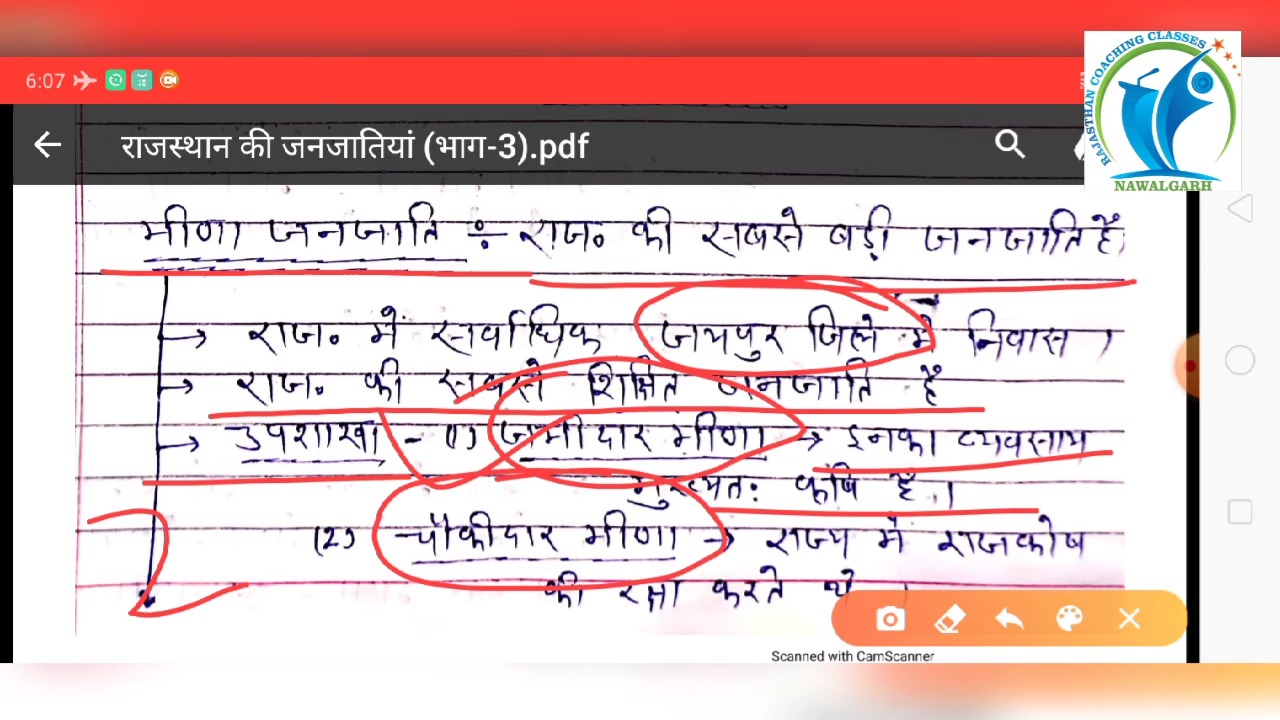 RAJASTHAN COACHING CLASSES
NAWALGARH
6:07
राजस्थान की जनजातियां (भाग-3).pdf
मीणा जनजाति ÷ राज० की सबसे बड़ी जनजाति है।
→ राज० में सर्वाधिक जयपुर जिले में निवास ।
→ राज० की सबसे शिक्षित जनजाति है
→ उपशाखा - (1) जमीदार मीणा → इनका व्यवसाय
मुख्यत: कृषि है ।
(2) चौकीदार मीणा → राज्य में राजकोष
की रक्षा करते थे ।
Scanned with CamScanner